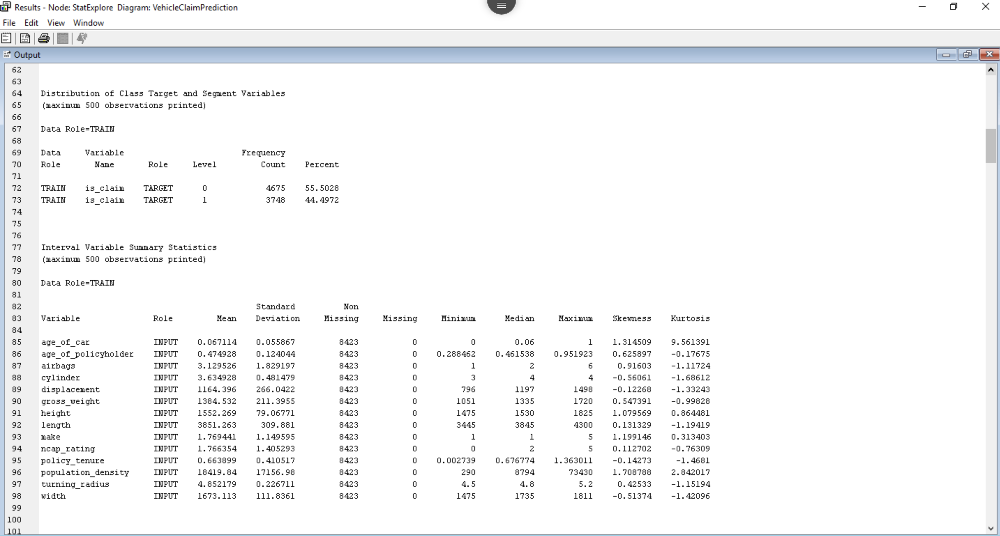 Results - Node: StatExplore Diagram: VehicleClaimPrediction
File Edit View Window
Output
62
63
64 Distribution of Class Target and Segment Variables
65 (maximum 500 observations printed)
66
67 Data Role=TRAIN
68
69 Data Variable Frequency
70 Role Name Role Level Count Percent
71
72 TRAIN is_claim TARGET 0 4675 55.5028
73 TRAIN is_claim TARGET 1 3748 44.4972
74
75
76
77 Interval Variable Summary Statistics
78 (maximum 500 observations printed)
79
80 Data Role=TRAIN
81
82 Standard Non
83 Variable Role Mean Deviation Missing Missing Minimum Median Maximum Skewness Kurtosis
84
85 age_of_car INPUT 0.067114 0.055867 8423 0 0 0.06 1 1.314509 9.561391
86 age_of_policyholder INPUT 0.474928 0.124044 8423 0 0.288462 0.461538 0.951923 0.625897 -0.17675
87 airbags INPUT 3.129526 1.829197 8423 0 1 2 6 0.91603 -1.11724
88 cylinder INPUT 3.634928 0.481479 8423 0 3 4 4 -0.56061 -1.68612
89 displacement INPUT 1164.396 266.0422 8423 0 796 1197 1498 -0.12268 -1.33243
90 gross_weight INPUT 1384.532 211.3955 8423 0 1051 1335 1720 0.547391 -0.99828
91 height INPUT 1552.269 79.06771 8423 0 1475 1530 1825 1.079569 0.864481
92 length INPUT 3851.263 309.881 8423 0 3445 3845 4300 0.131329 -1.19419
93 make INPUT 1.769441 1.149595 8423 0 1 1 5 1.199146 0.313403
94 ncap_rating INPUT 1.766354 1.405293 8423 0 0 2 5 0.112702 -0.76309
95 policy_tenure INPUT 0.663899 0.410517 8423 0 0.002739 0.676774 1.363011 -0.14273 -1.4681
96 population_density INPUT 18419.84 17156.98 8423 0 290 8794 73430 1.708788 2.842017
97 turning_radius INPUT 4.852179 0.226711 8423 0 4.5 4.8 5.2 0.42533 -1.15194
98 width INPUT 1673.113 111.8361 8423 0 1475 1735 1811 -0.51374 -1.42096
99
100
101